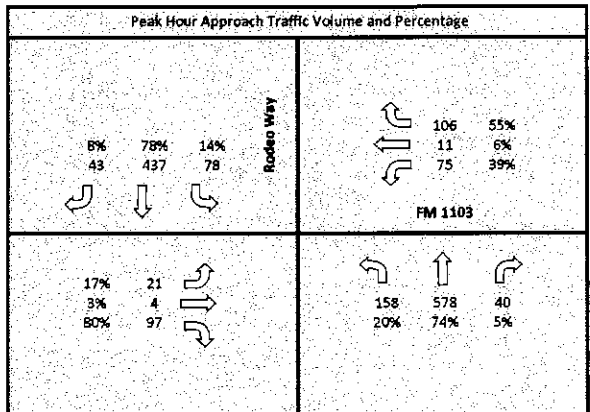 Peak Hour Approach Traffic Volume and Percentage
8% 78% 14%
43 437 78
Rodeo Way
106 55%
11 6%
75 39%
FM 1103
17% 21
3% 4
80% 97
158 578 40
20% 74% 5%